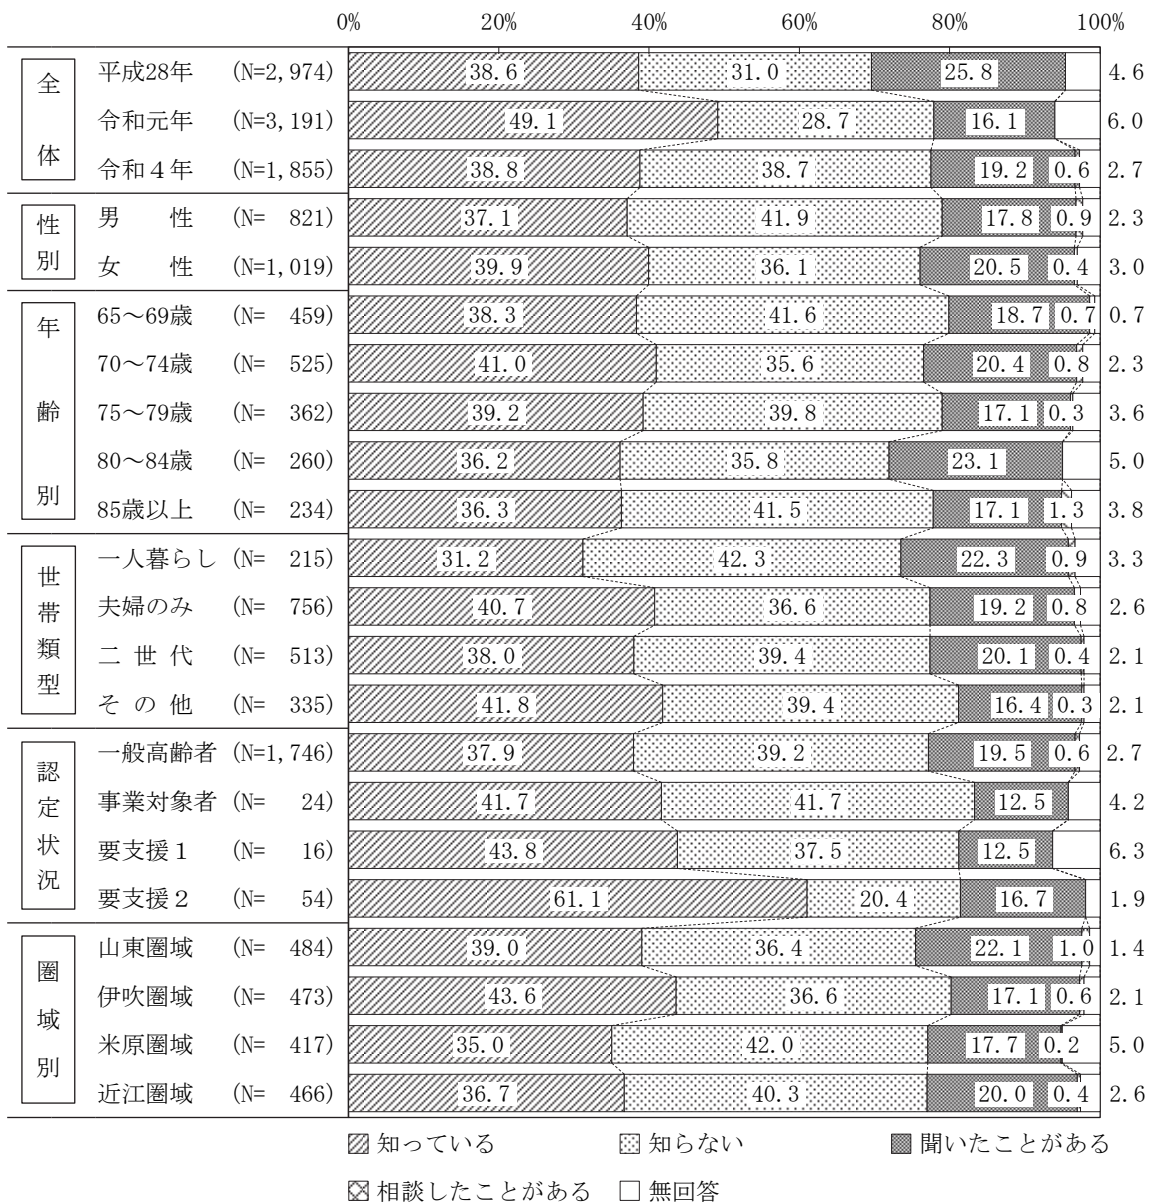 0% 20% 40% 60% 80% 100%
全体
平成28年 (N=2,974) 38.6 31.0 25.8 4.6
令和元年 (N=3,191) 49.1 28.7 16.1 6.0
令和4年 (N=1,855) 38.8 38.7 19.2 0.6 2.7
性別
男性 (N= 821) 37.1 41.9 17.8 0.9 2.3
女性 (N=1,019) 39.9 36.1 20.5 0.4 3.0
年齢別
65～69歳 (N= 459) 38.3 41.6 18.7 0.7 0.7
70～74歳 (N= 525) 41.0 35.6 20.4 0.8 2.3
75～79歳 (N= 362) 39.2 39.8 17.1 0.3 3.6
80～84歳 (N= 260) 36.2 35.8 23.1 5.0
85歳以上 (N= 234) 36.3 41.5 17.1 1.3 3.8
世帯類型
一人暮らし (N= 215) 31.2 42.3 22.3 0.9 3.3
夫婦のみ (N= 756) 40.7 36.6 19.2 0.8 2.6
二世代 (N= 513) 38.0 39.4 20.1 0.4 2.1
その他 (N= 335) 41.8 39.4 16.4 0.3 2.1
認定状況
一般高齢者 (N=1,746) 37.9 39.2 19.5 0.6 2.7
事業対象者 (N= 24) 41.7 41.7 12.5 4.2
要支援1 (N= 16) 43.8 37.5 12.5 6.3
要支援2 (N= 54) 61.1 20.4 16.7 1.9
圏域別
山東圏域 (N= 484) 39.0 36.4 22.1 1.0 1.4
伊吹圏域 (N= 473) 43.6 36.6 17.1 0.6 2.1
米原圏域 (N= 417) 35.0 42.0 17.7 0.2 5.0
近江圏域 (N= 466) 36.7 40.3 20.0 0.4 2.6
知っている 知らない 聞いたことがある
相談したことがある 無回答